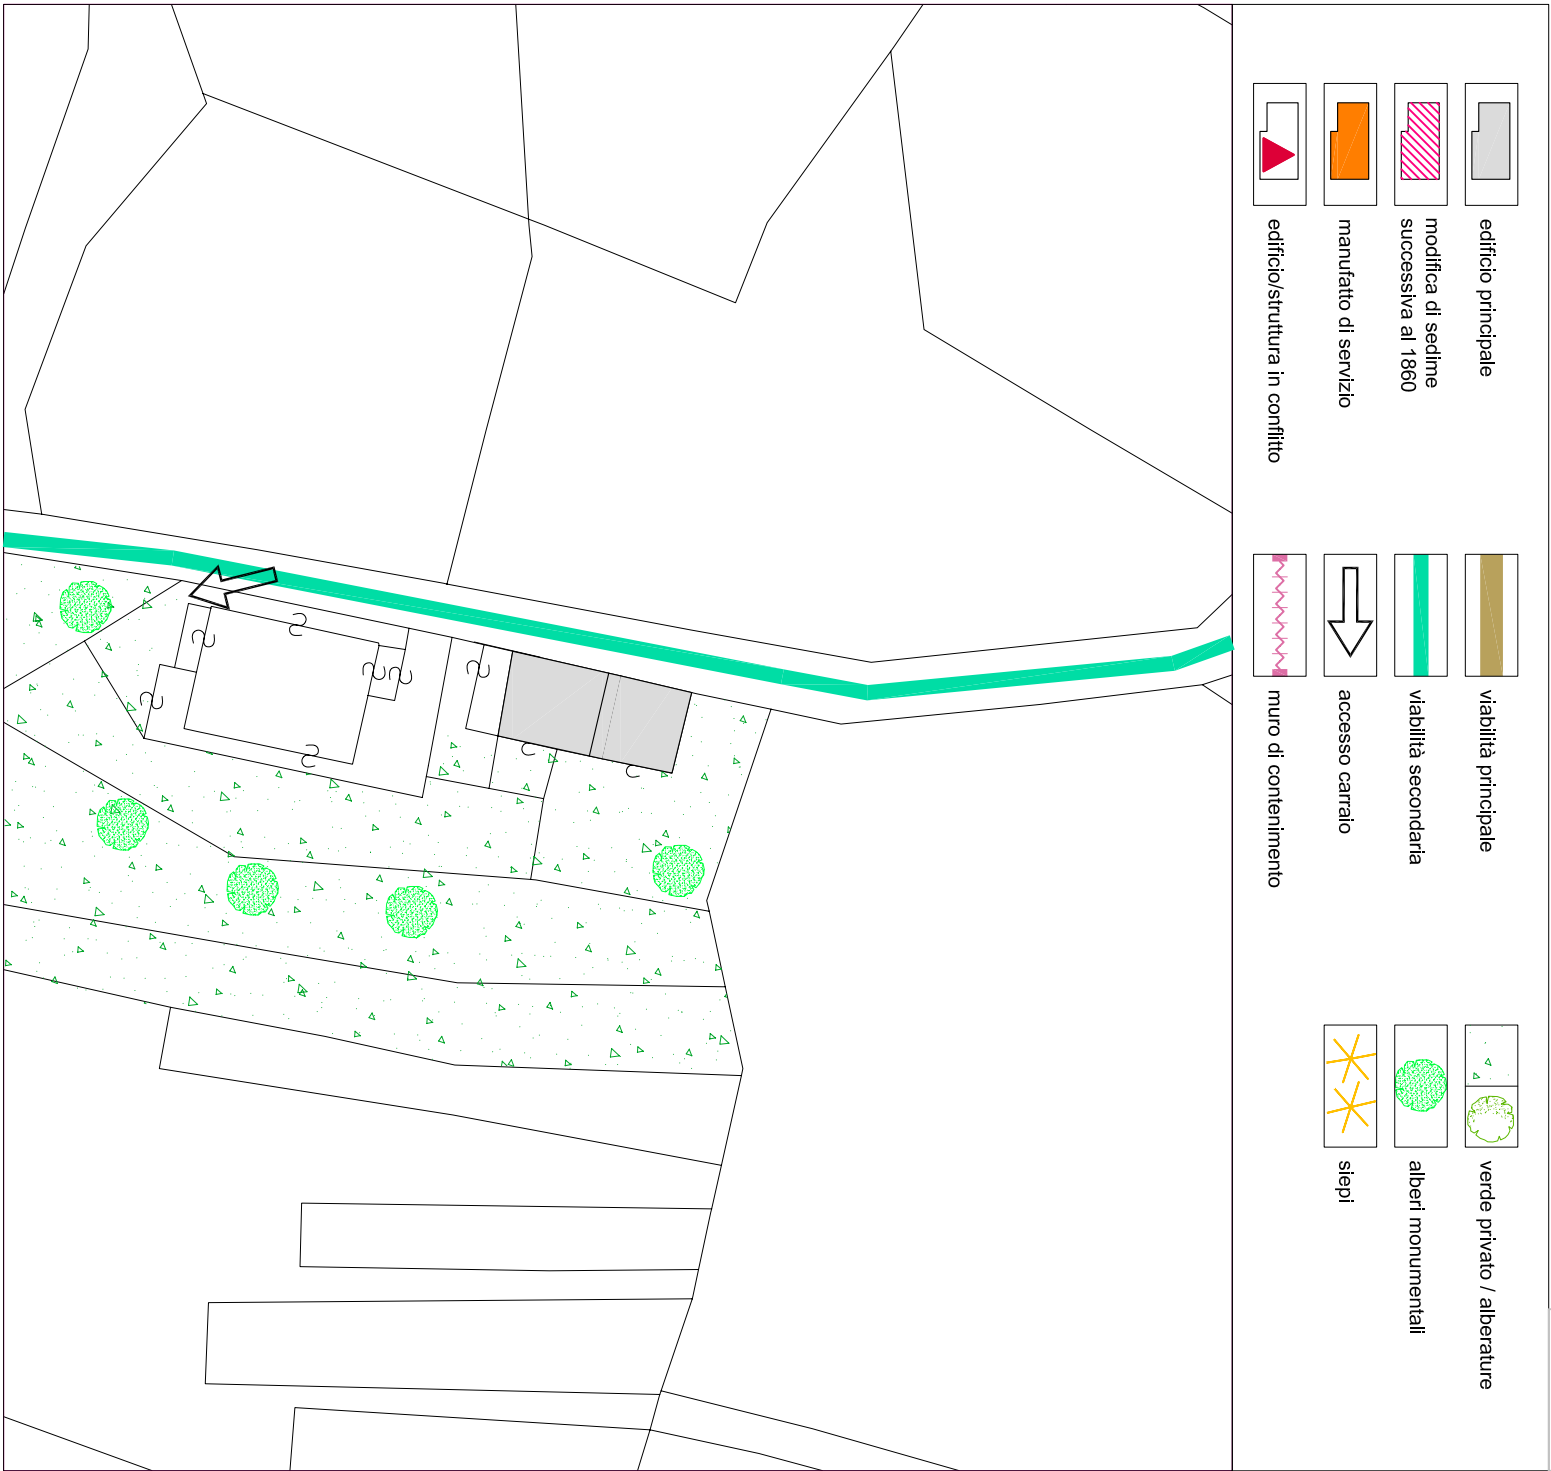 edificio principale
modifica di sedime
successiva al 1860
manufatto di servizio
edificio/struttura in conflitto
viabilità principale
viabilità secondaria
accesso carraio
muro di contenimento
verde privato / alberature
alberi monumentali
siepi